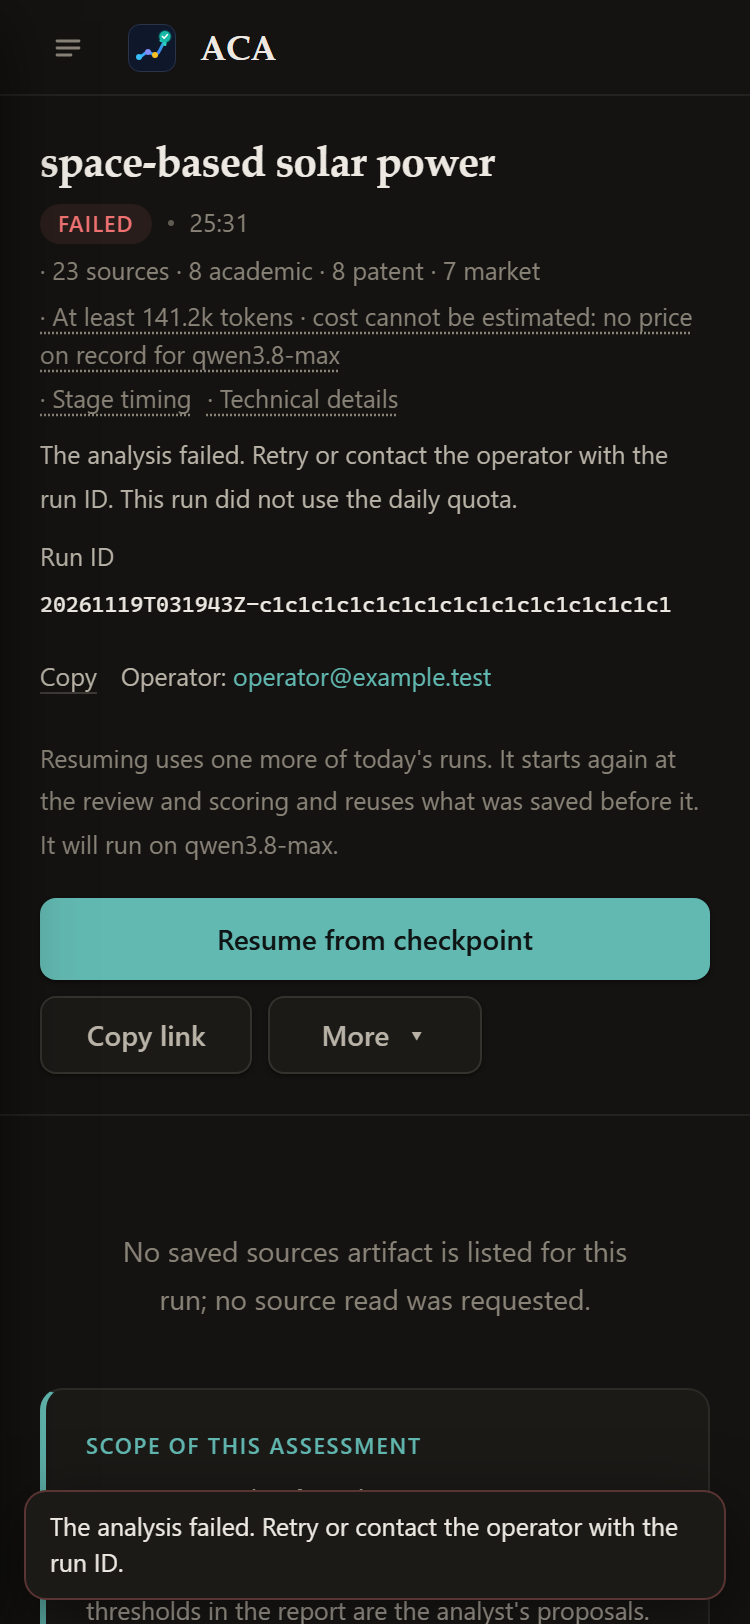 ACA
space-based solar power
FAILED • 25:31
· 23 sources · 8 academic · 8 patent · 7 market
· At least 141.2k tokens · cost cannot be estimated: no price
on record for qwen3.8-max
· Stage timing · Technical details
The analysis failed. Retry or contact the operator with the
run ID. This run did not use the daily quota.
Run ID
20261119T031943Z-c1c1c1c1c1c1c1c1c1c1c1c1c1c1c1c1
Copy Operator: operator@example.test
Resuming uses one more of today's runs. It starts again at
the review and scoring and reuses what was saved before it.
It will run on qwen3.8-max.
Resume from checkpoint
Copy link
More ▼
No saved sources artifact is listed for this
run; no source read was requested.
SCOPE OF THIS ASSESSMENT
The analysis failed. Retry or contact the operator with the
run ID.
thresholds in the report are the analyst's proposals.